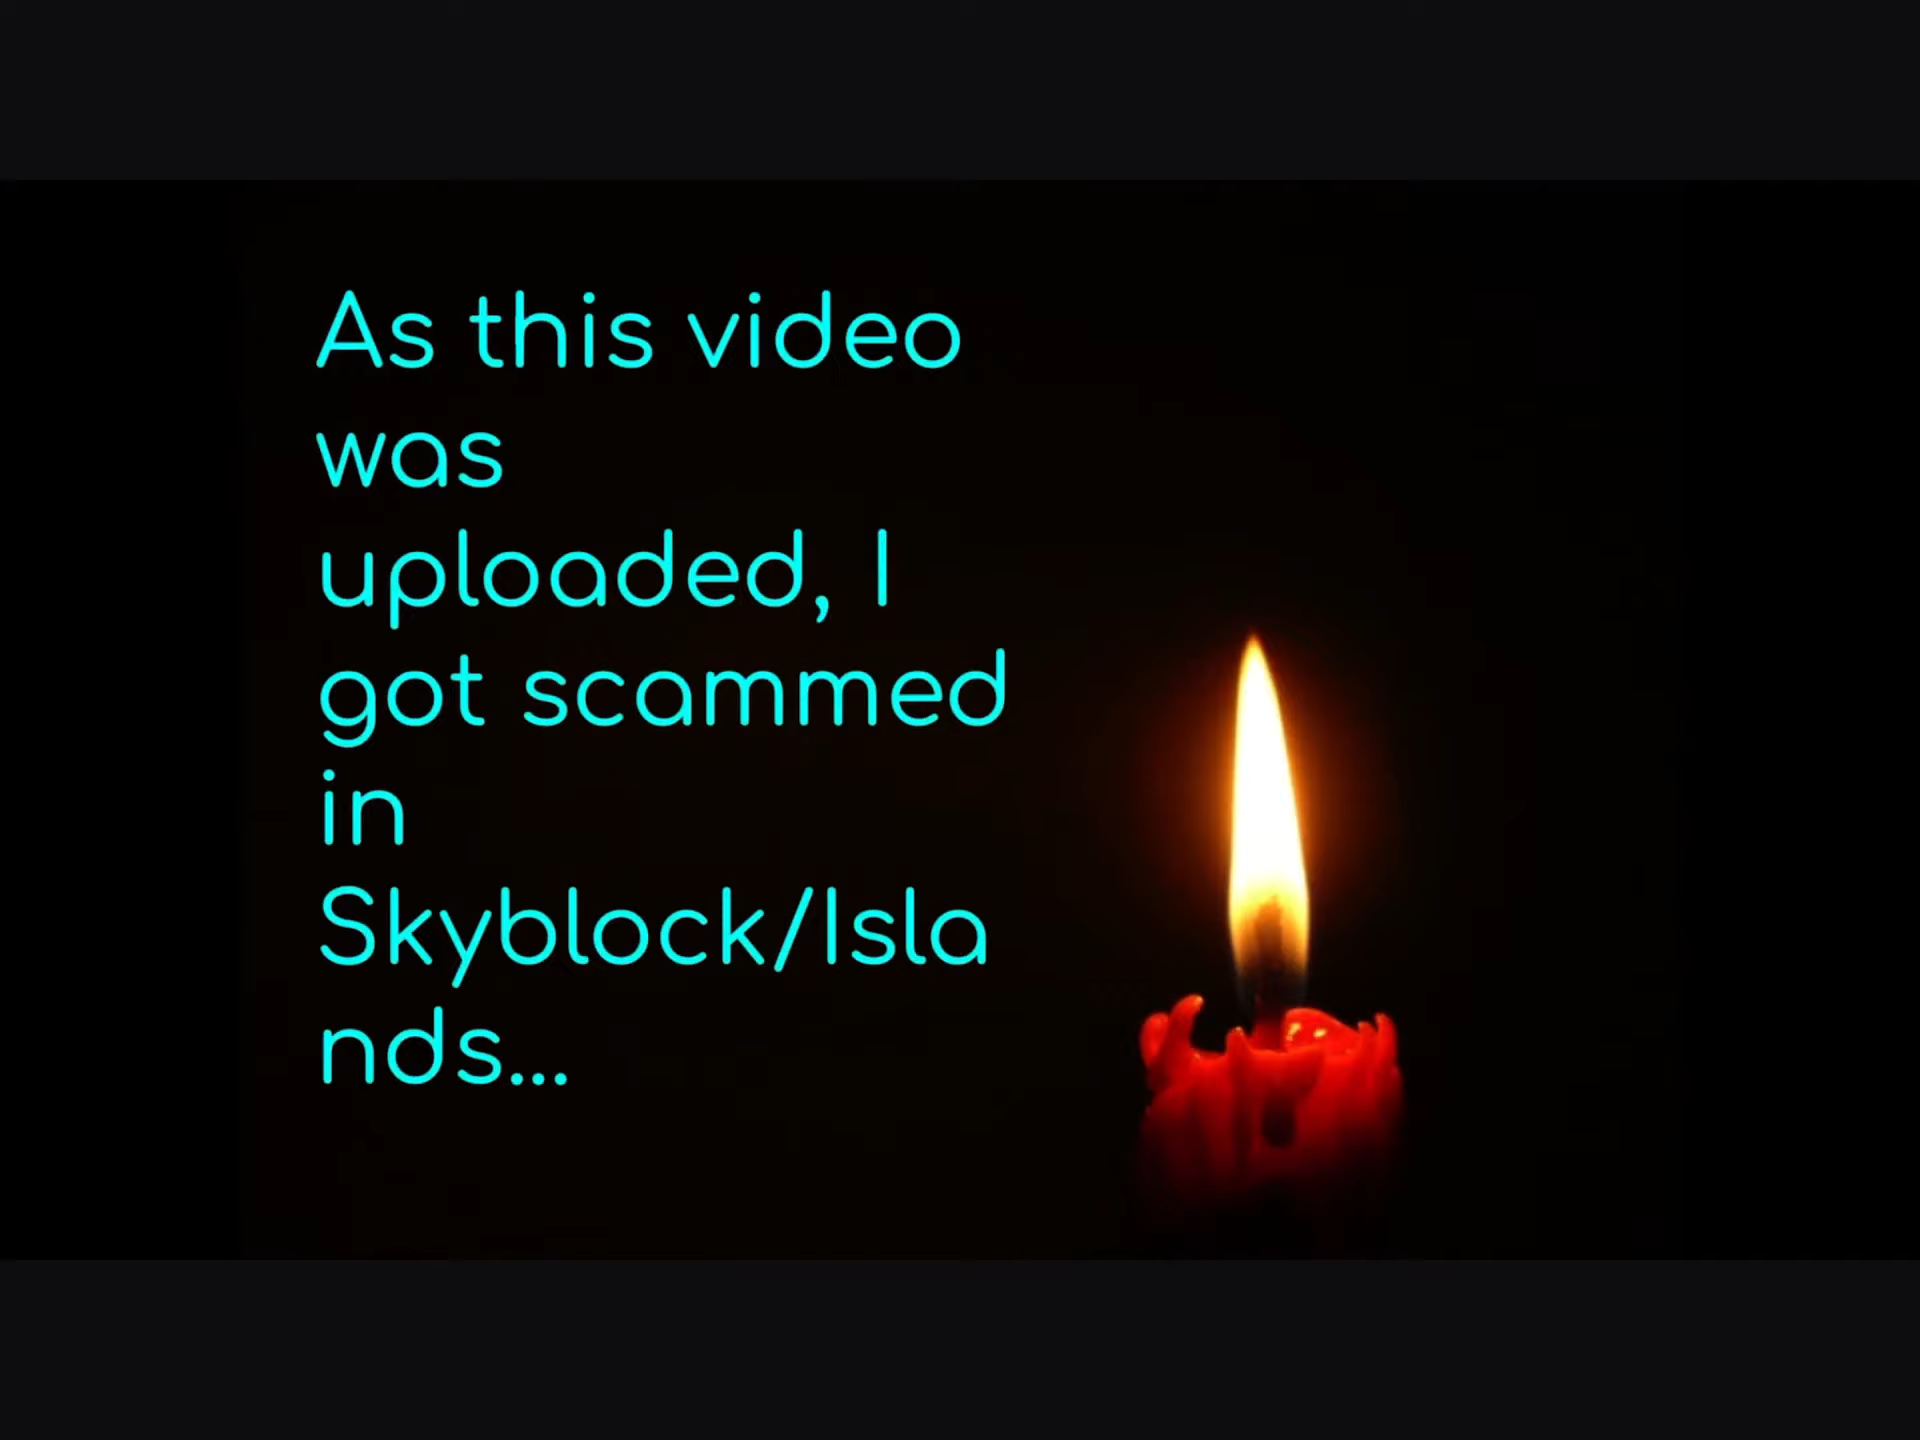 As this video
was
uploaded, I
got scammed
in
Skyblock/Isla
nds...